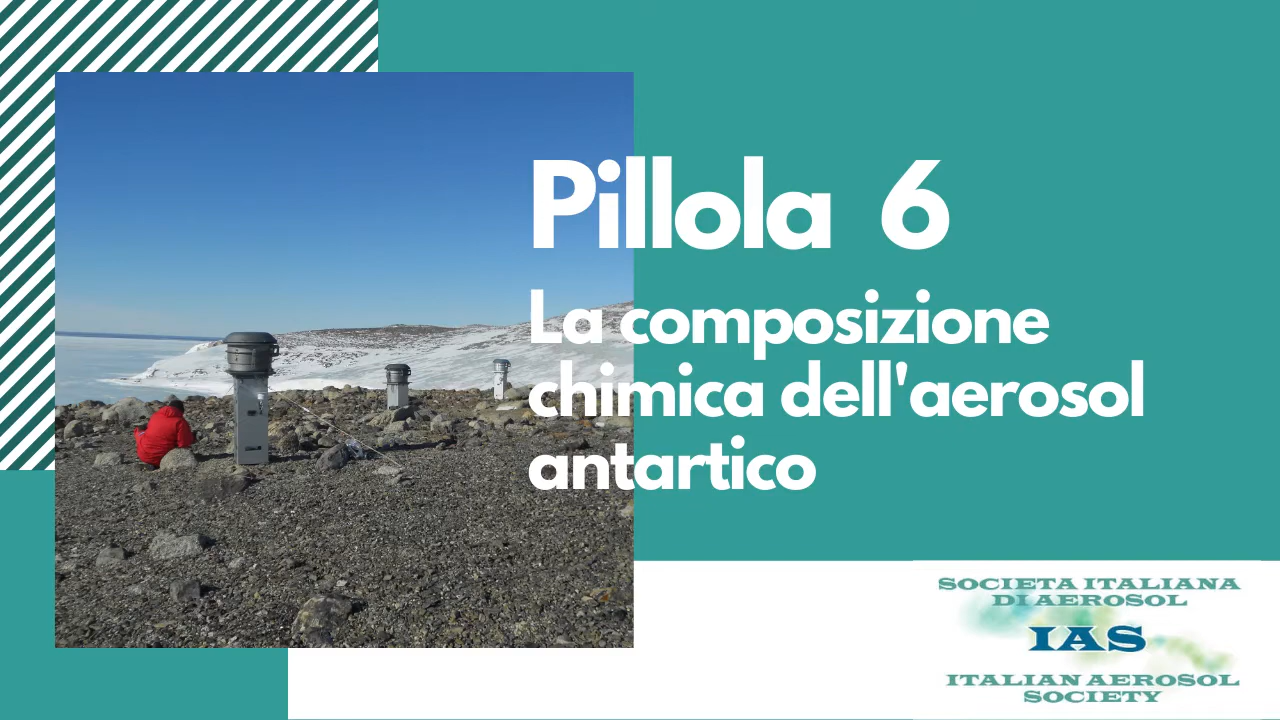 Pillola 6
La composizione
chimica dell'aerosol
antartico
SOCIETA ITALIANA
DI AEROSOL
IAS
ITALIAN AEROSOL
SOCIETY